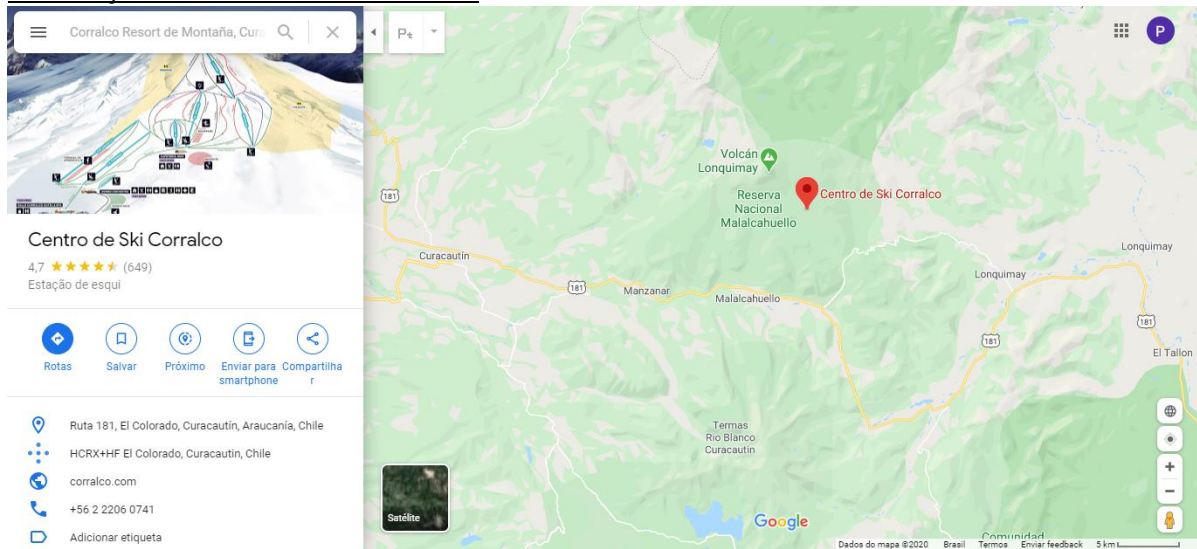 Corralco Resort de Montaña, Cura
Centro de Ski Corralco
4,7 (649)
Estação de esqui
Rotas
Salvar
Próximo
Enviar para smartphone
Compartilha
r
Ruta 181, El Colorado, Curacautín, Araucanía, Chile
HCRX+HF El Colorado, Curacautin, Chile
corralco.com
+56 2 2206 0741
Adicionar etiqueta
P
Volcán
Lonquimay
Reserva
Nacional
Malalcahuello
Centro de Ski Corralco
181
Curacautín
Lonquimay
Lonquimay
181
Manzanar
Malalcahuello
181
181
El Tallon
Termas
Rio Blanco
Curacautin
Satélite
Google
Comunidad
Dados do mapa ©2020 Brasil Termos Enviar feedback 5 km